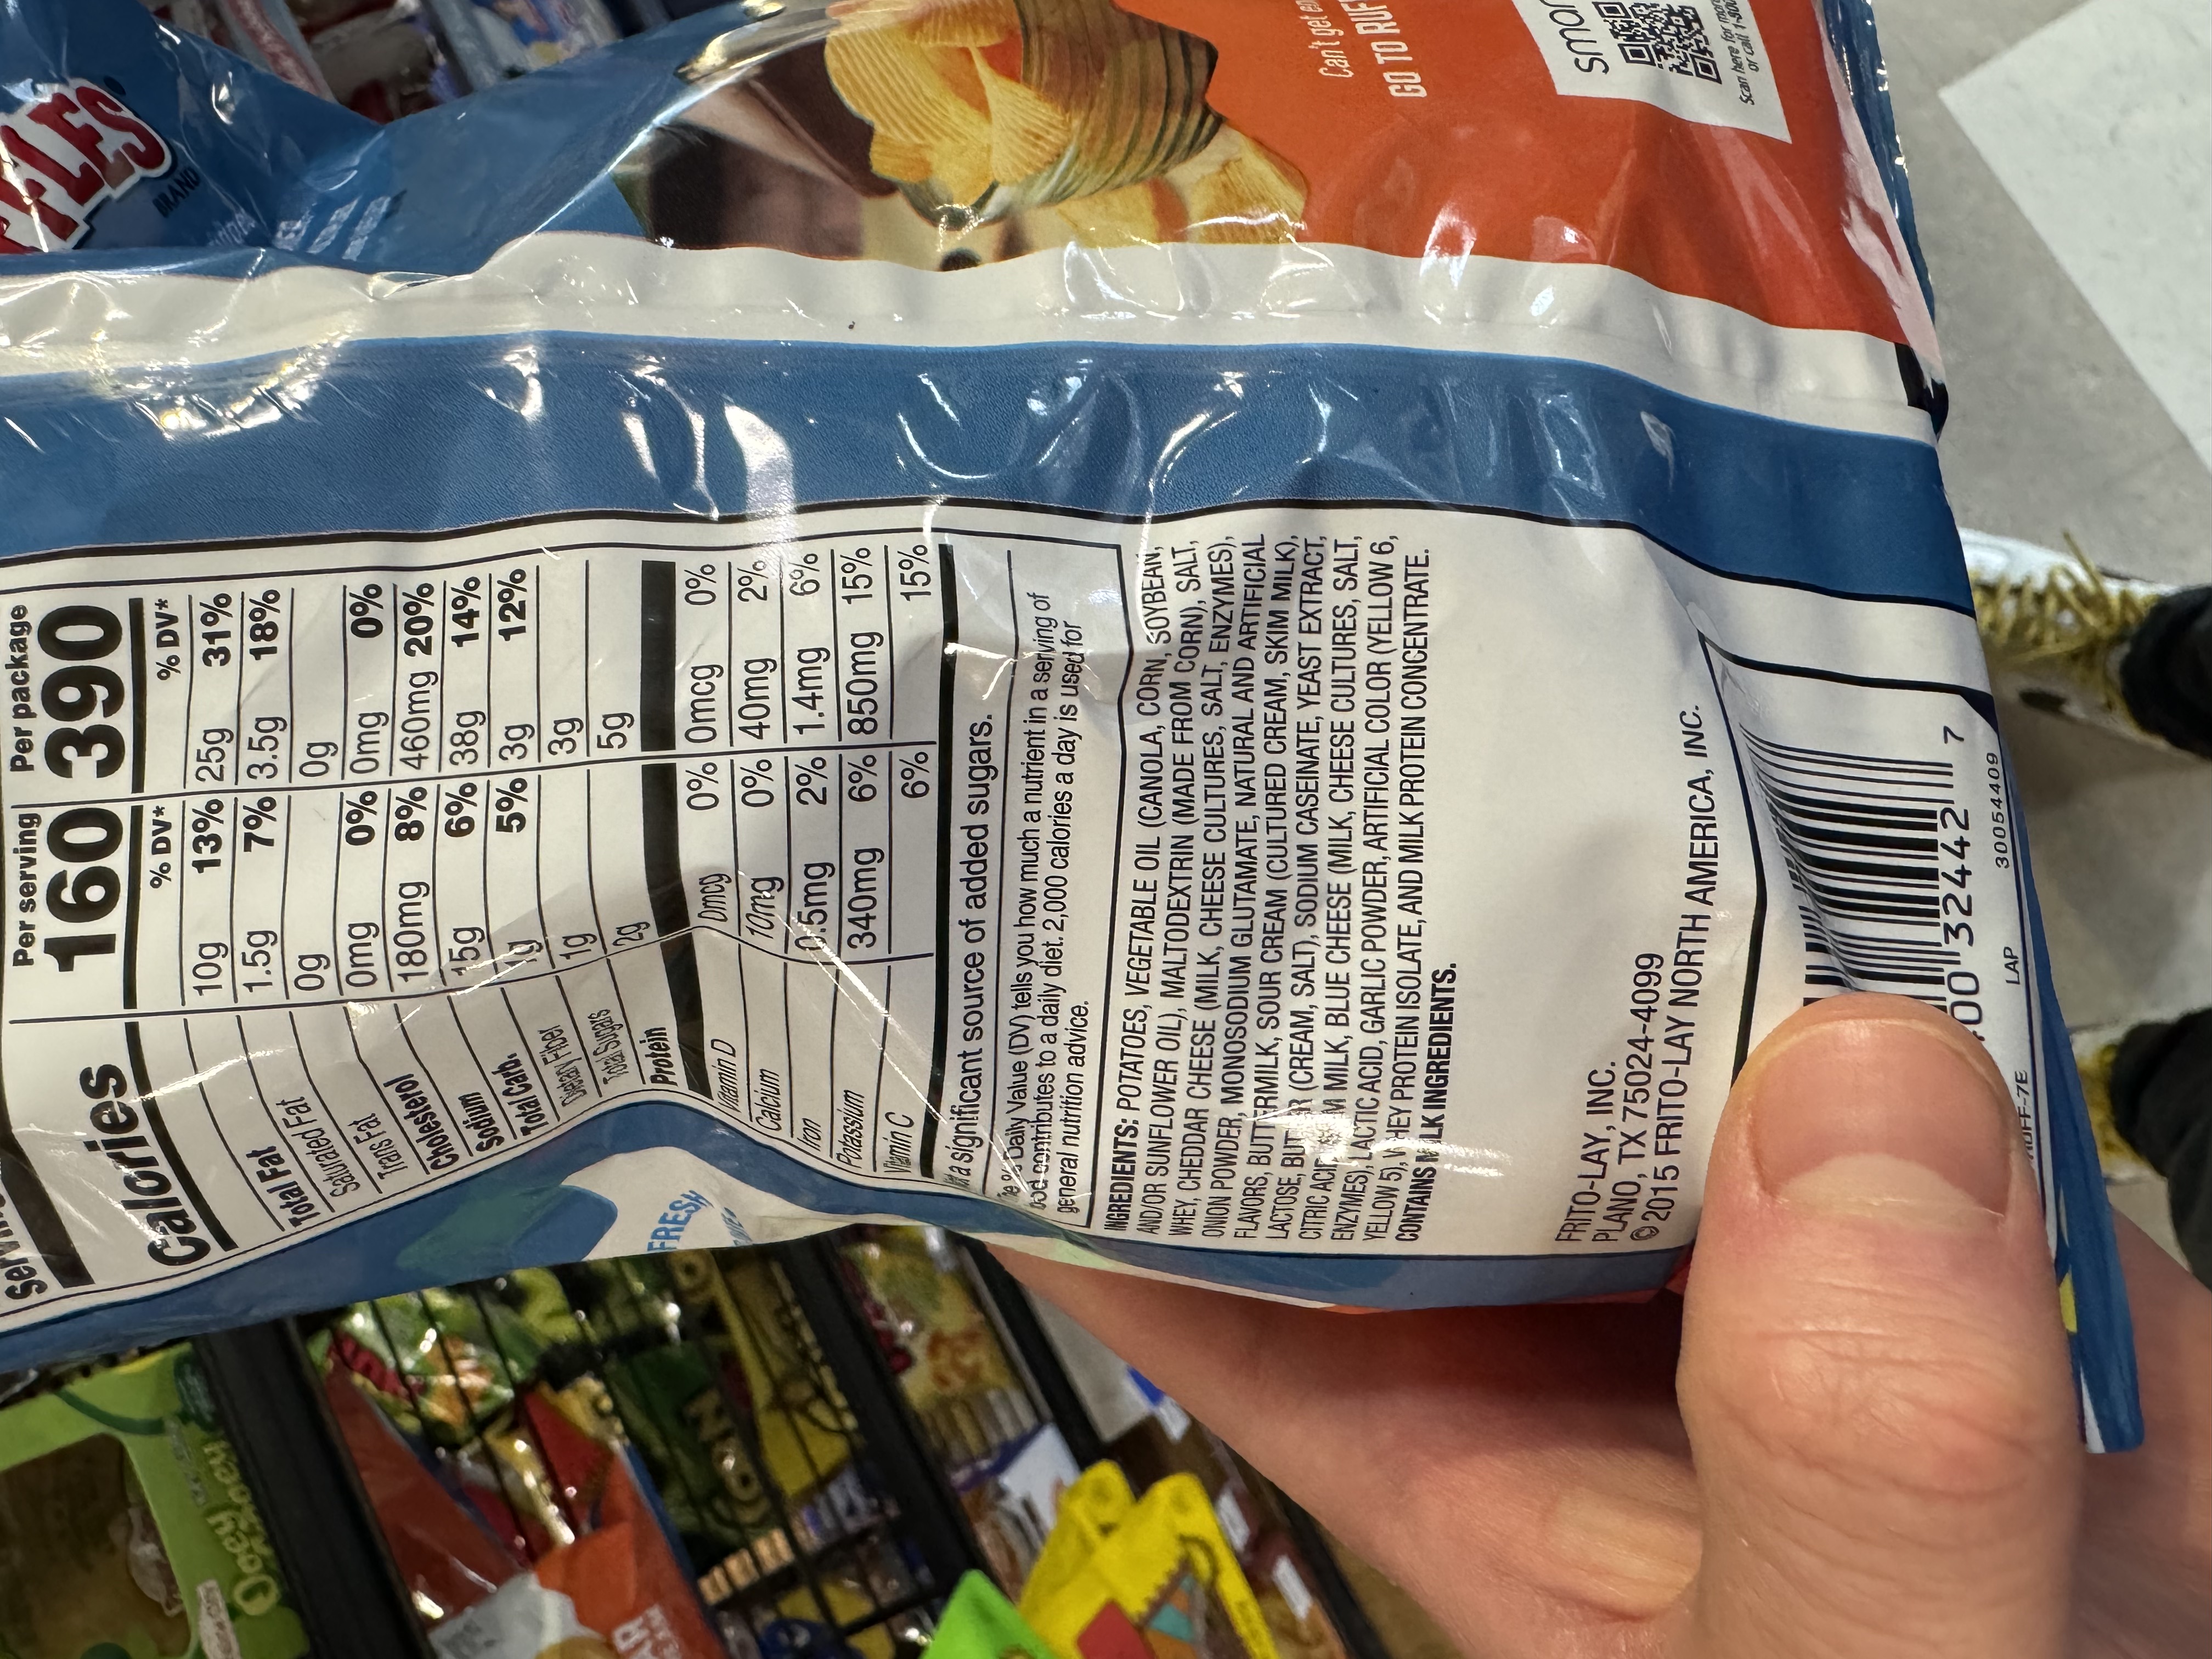 Per serving Per package
Calories 160 390
% DV* % DV*
Total Fat 10g 13% 25g 31%
Saturated Fat 1.5g 7% 3.5g 18%
Trans Fat 0g 0g
Cholesterol 0mg 0% 0mg 0%
Sodium 180mg 8% 460mg 20%
Total Carb. 15g 6% 38g 14%
Dietary Fiber 1g 5% 3g 12%
Total Sugars 1g 3g
Protein 2g 5g
Vitamin D 0mcg 0% 0mcg 0%
Calcium 10mg 0% 40mg 2%
Iron 0.5mg 2% 1.4mg 6%
Potassium 340mg 6% 850mg 15%
Vitamin C 6% 15%
a significant source of added sugars.
% Daily Value (DV) tells you how much a nutrient in a serving of
contributes to a daily diet. 2,000 calories a day is used for
general nutrition advice.
INGREDIENTS: POTATOES, VEGETABLE OIL (CANOLA, CORN, SOYBEAN,
AND/OR SUNFLOWER OIL), MALTODEXTRIN (MADE FROM CORN), SALT,
WHEY, CHEDDAR CHEESE (MILK, CHEESE CULTURES, SALT, ENZYMES),
ONION POWDER, MONOSODIUM GLUTAMATE, NATURAL AND ARTIFICIAL
FLAVORS, BUTTERMILK, SOUR CREAM (CULTURED CREAM, SKIM MILK),
LACTOSE, BUTTER (CREAM, SALT), SODIUM CASEINATE, YEAST EXTRACT,
CITRIC MILK, BLUE CHEESE (MILK, CHEESE CULTURES, SALT,
ENZYMES), LACTIC ACID, GARLIC POWDER, ARTIFICIAL COLOR (YELLOW 6,
YELLOW 5), WHEY PROTEIN ISOLATE, AND MILK PROTEIN CONCENTRATE.
CONTAINS MILK INGREDIENTS.
FRITO-LAY, INC.
PLANO, TX 75024-4099
© 2015 FRITO-LAY NORTH AMERICA, INC.
00 32442 7
LAP 30054409
FRESH
Ooey
Gooey
BRAND
Can't get
GO TO
Scan here for
or call